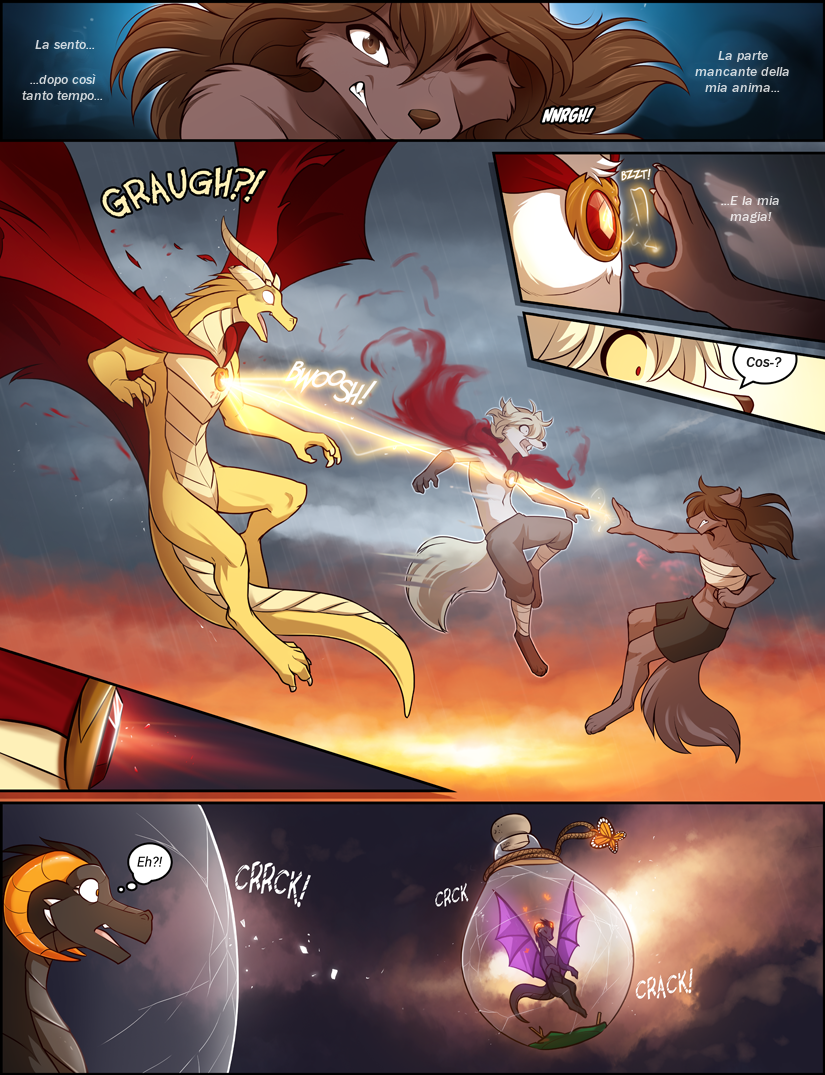 La sento...
...dopo così
tanto tempo...
La parte
mancante della
mia anima...
NNRGH!
GRAUGH?!
BZZT!
...E la mia
magia!
Cos-?
BWOOSH!
Eh?!
CRRCK!
CRCK
CRACK!